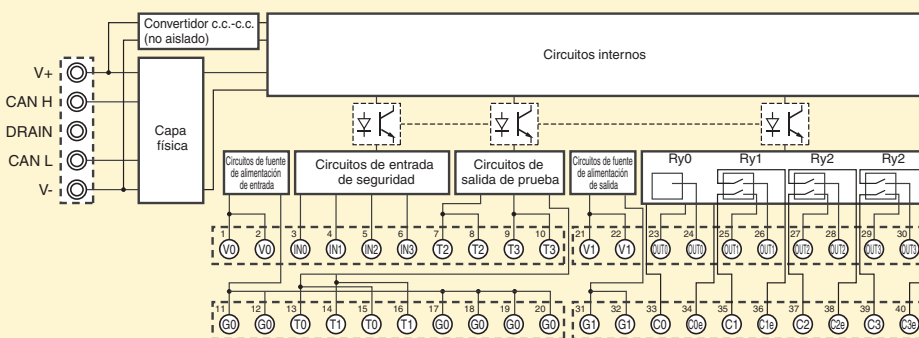 Convertidor c.c.-c.c.
(no aislado)
Circuitos internos
V+
CAN H
DRAIN
CAN L
V-
Capa
física
Circuitos de fuente
de alimentación
de entrada
Circuitos de entrada
de seguridad
Circuitos de
salida de prueba
Circuitos de fuente
de alimentación
de salida
Ry0 Ry1 Ry2 Ry2
1 2 3 4 5 6 7 8 9 10
V0 V0 IN0 IN1 IN2 IN3 T2 T2 T3 T3
21 22 23 24 25 26 27 28 29 30
V1 V1 OUT0 OUT0 OUT1 OUT1 OUT2 OUT2 OUT3 OUT3
11 12 13 14 15 16 17 18 19 20
G0 G0 T0 T1 T0 T1 G0 G0 G0 G0
31 32 33 34 35 36 37 38 39 40
G1 G1 C0 C0e C1 C1e C2 C2e C3 C3e